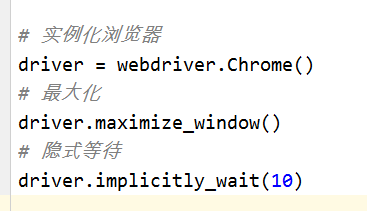 # 实例化浏览器
driver = webdriver.Chrome()
# 最大化
driver.maximize_window()
# 隐式等待
driver.implicitly_wait(10)